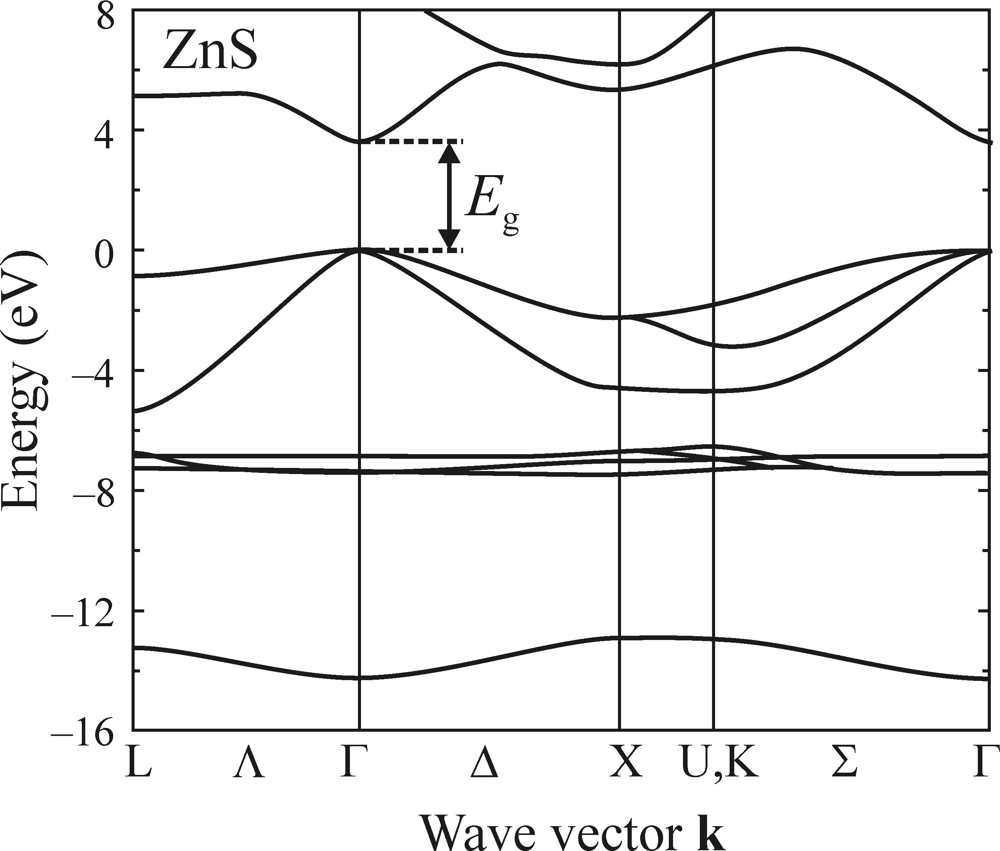 8
ZnS
4
E
g
0
–4
–8
–12
–16
Energy (eV)
L Λ Γ Δ X U,K Σ Γ
Wave vector k